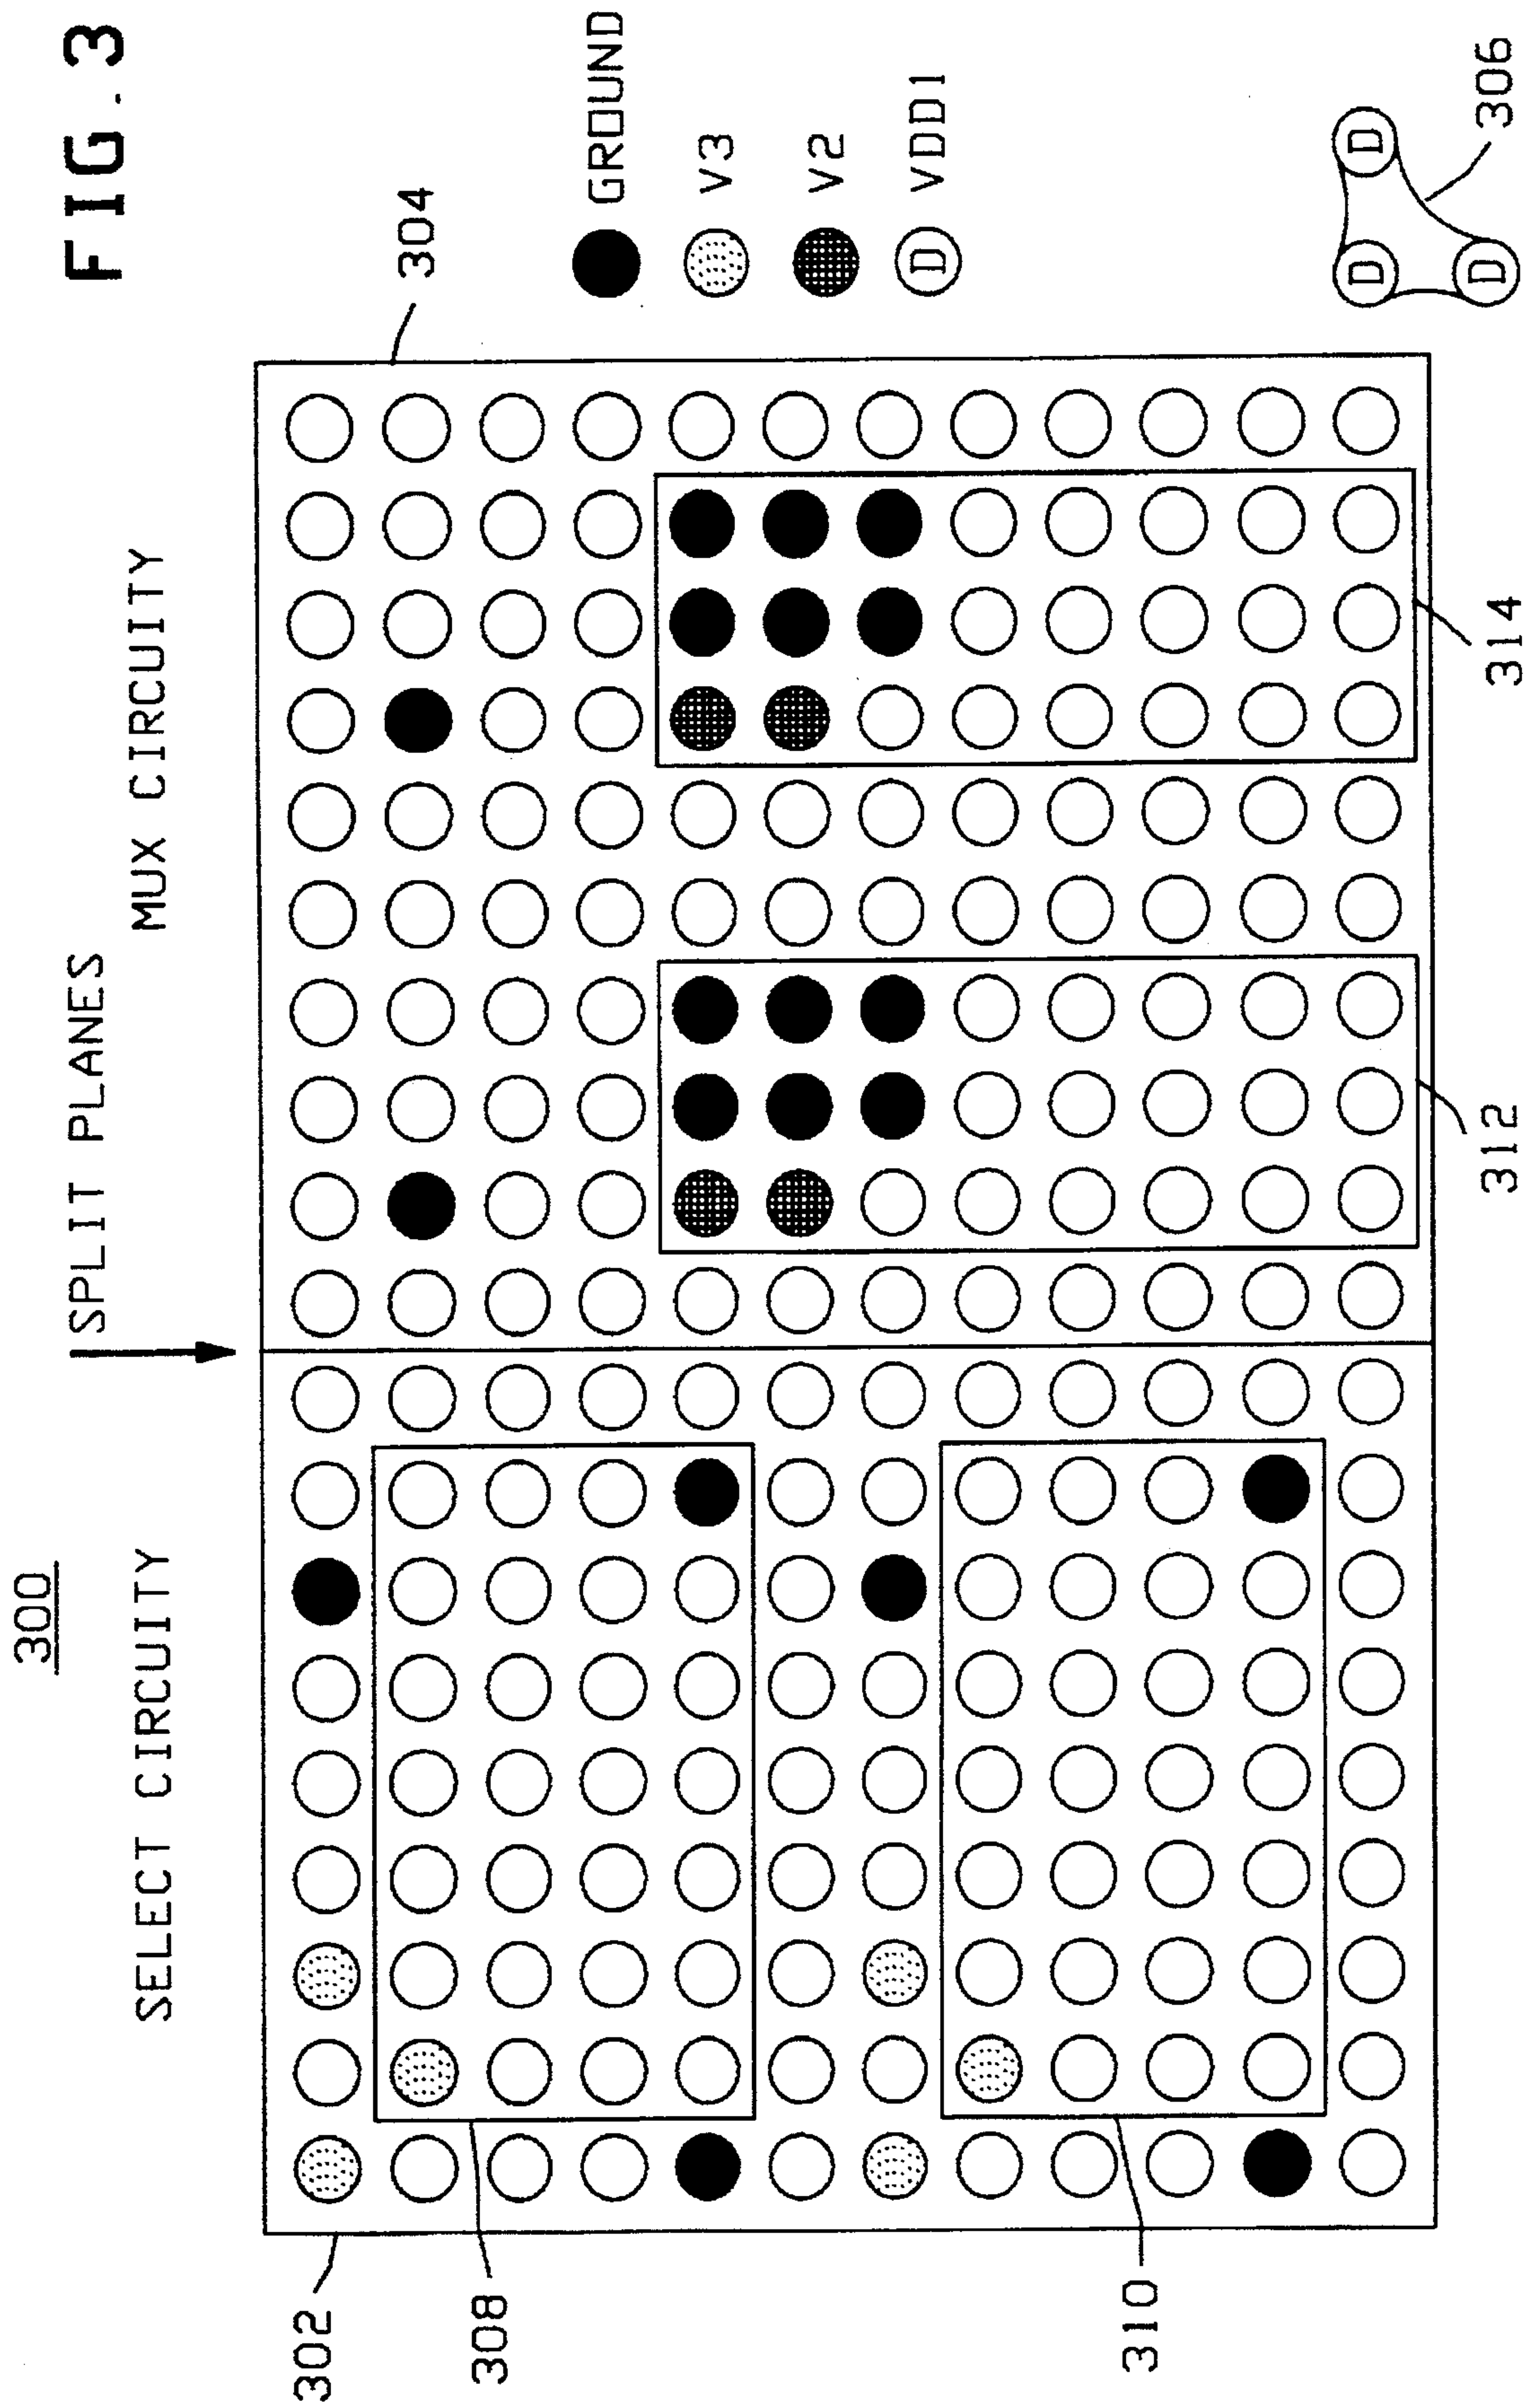 FIG. 3
300
SPLIT PLANES
SELECT CIRCUITY
MUX CIRCUITY
302
304
308
310
312
314
GROUND
V3
V2
D VDD1
D
D
D
306